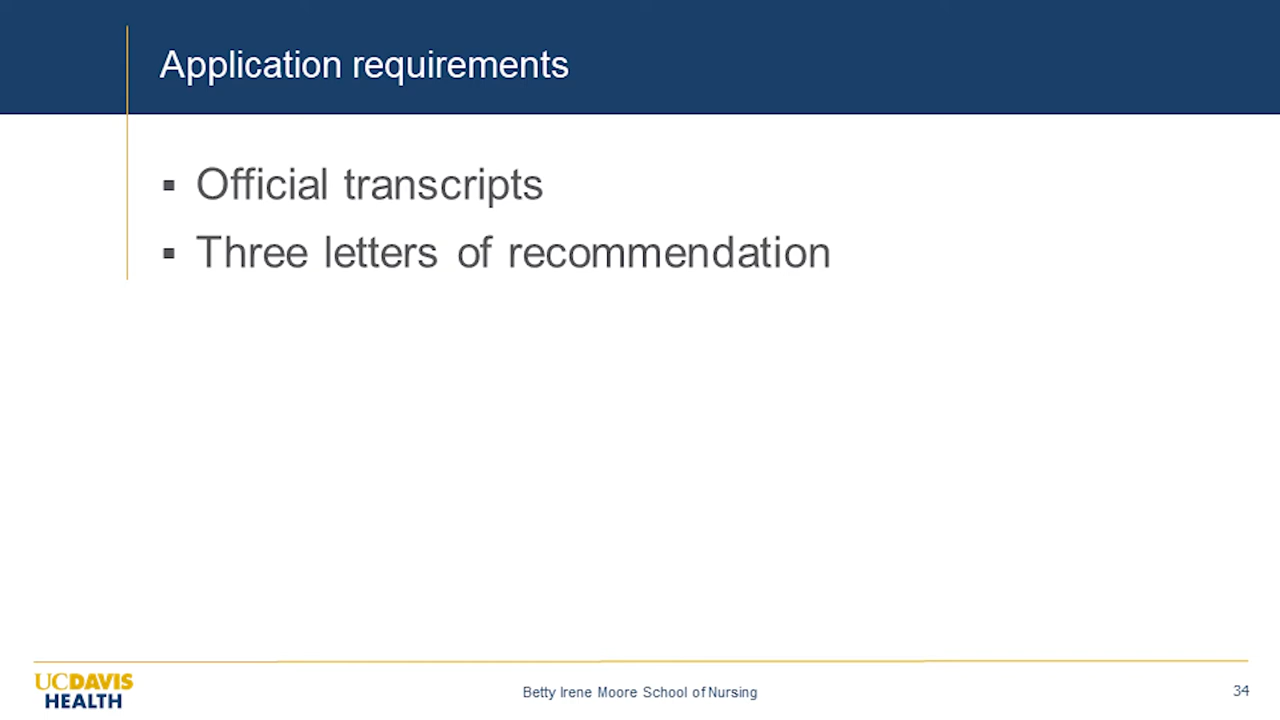 Application requirements
▪ Official transcripts
▪ Three letters of recommendation
UCDAVIS
HEALTH
Betty Irene Moore School of Nursing
34